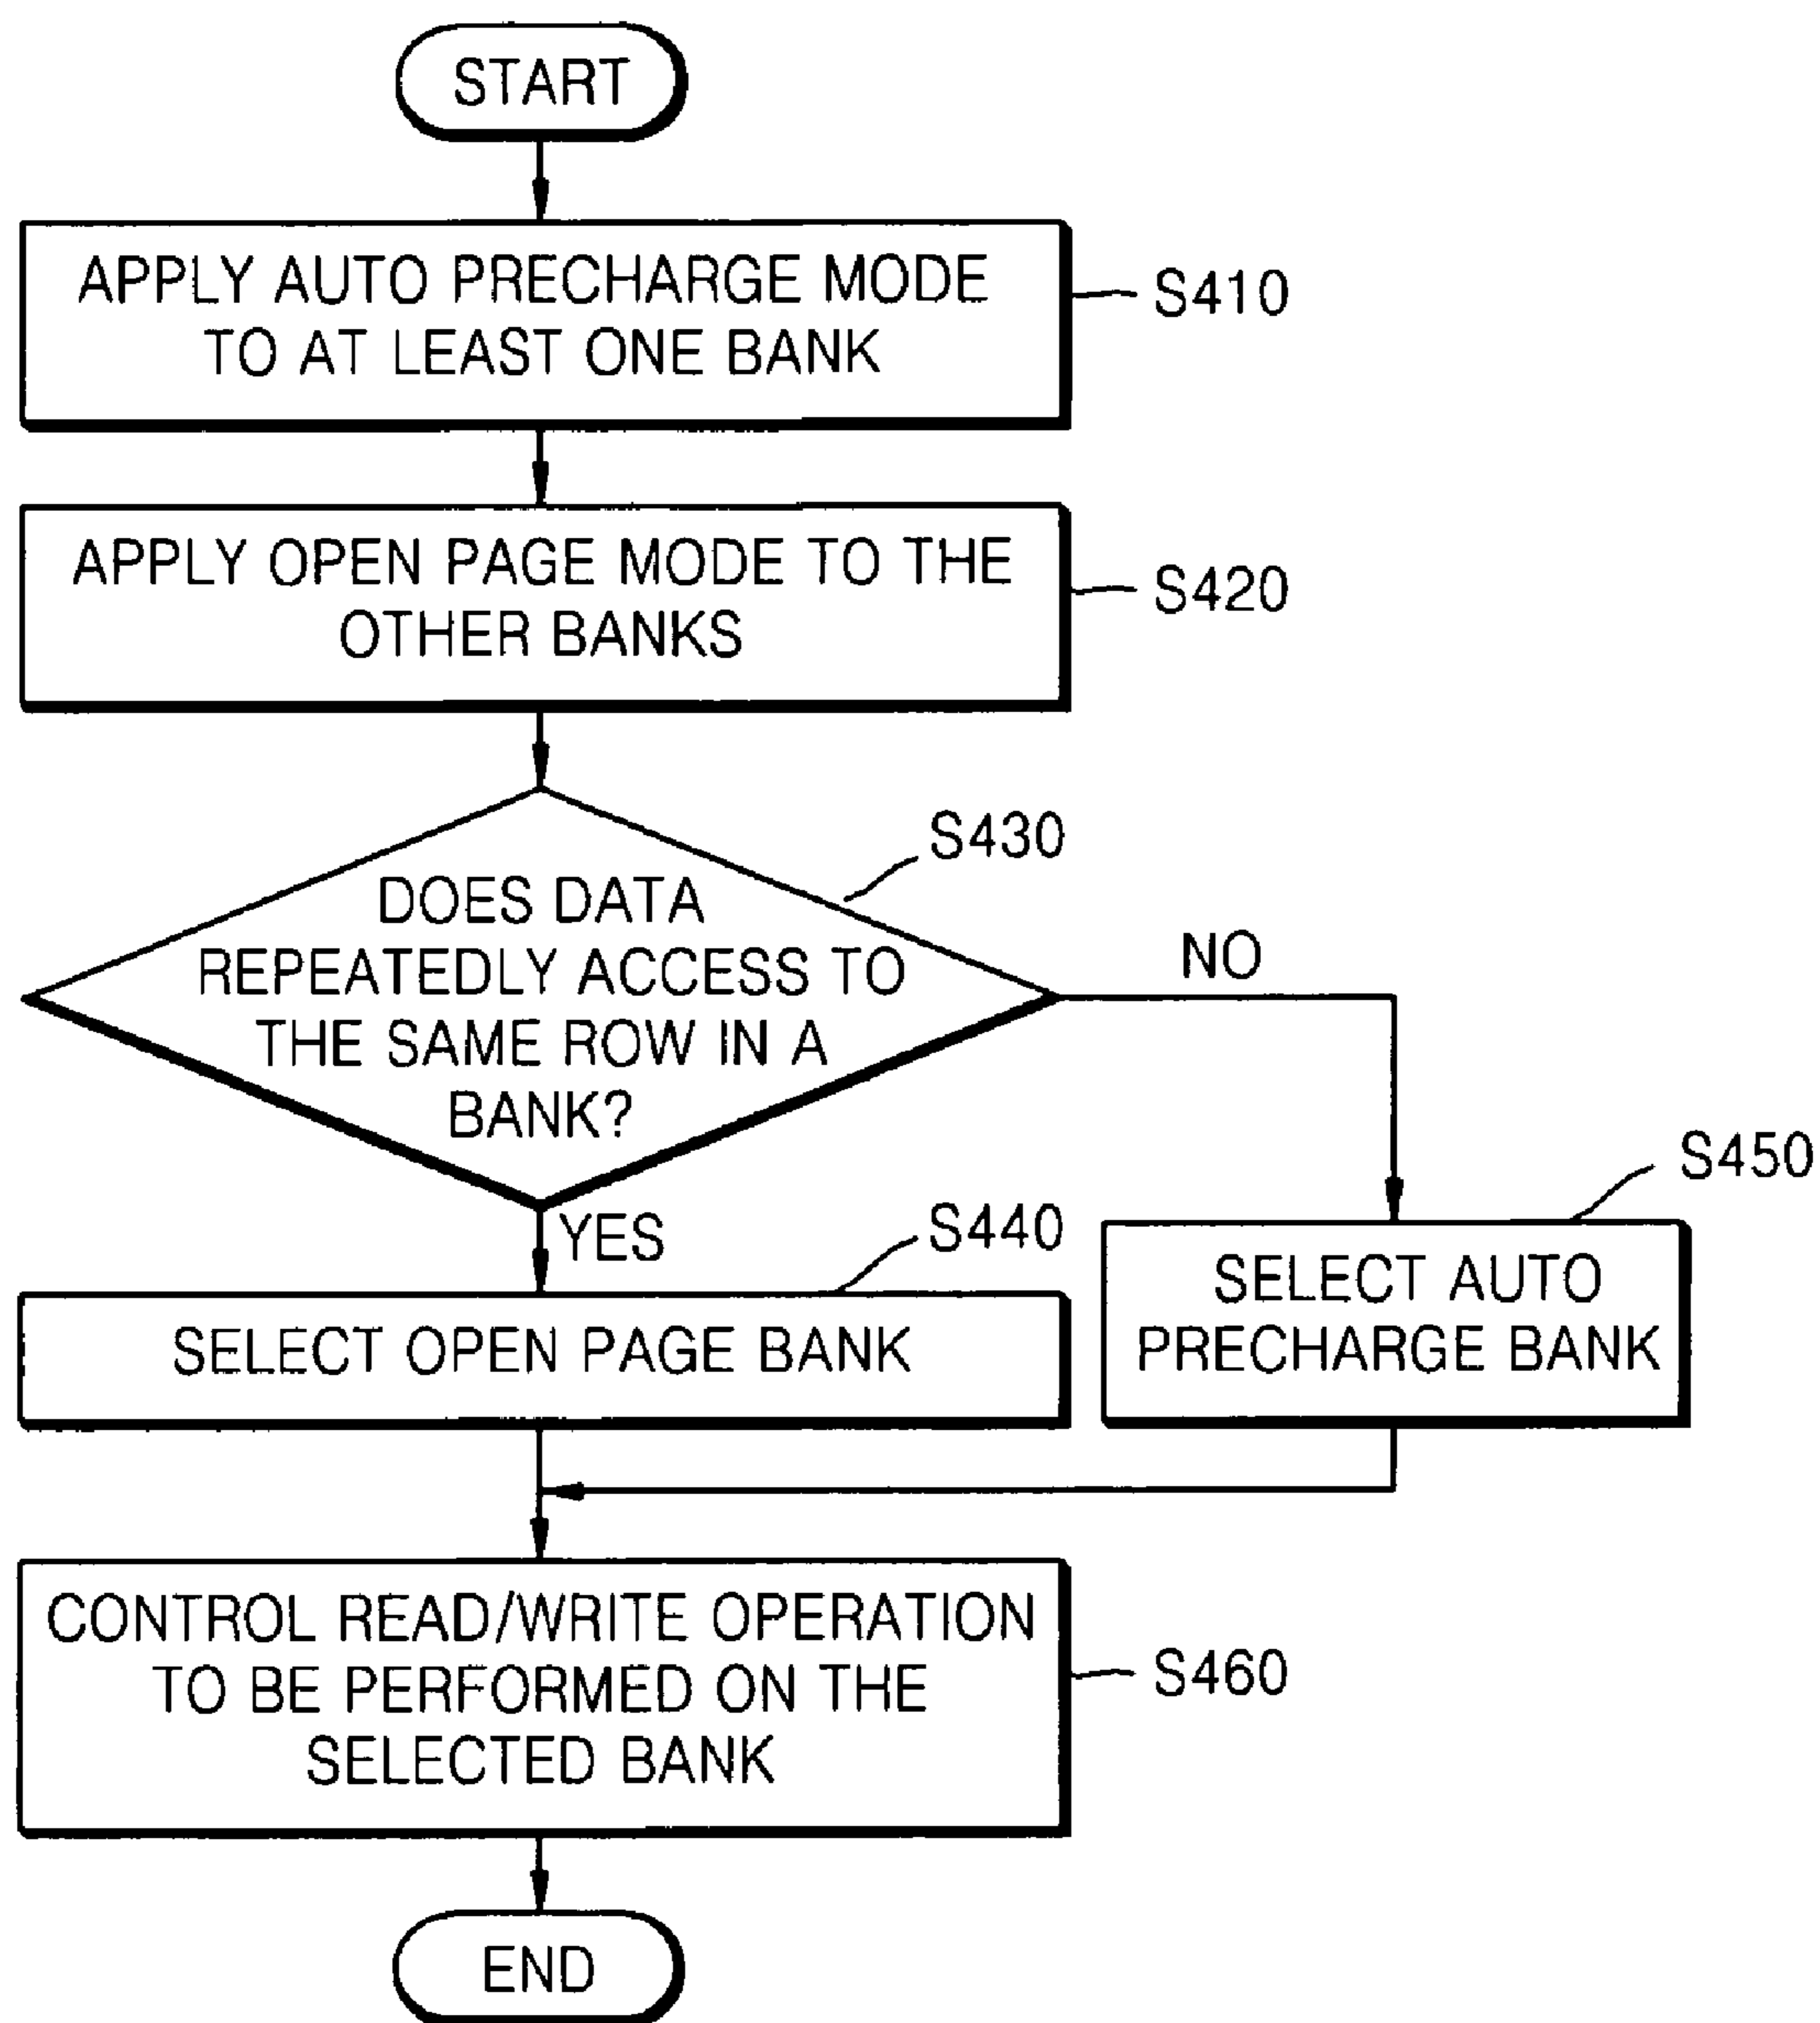 START
APPLY AUTO PRECHARGE MODE
TO AT LEAST ONE BANK
S410
APPLY OPEN PAGE MODE TO THE
OTHER BANKS
S420
S430
DOES DATA
REPEATEDLY ACCESS TO
THE SAME ROW IN A
BANK?
NO
YES
S440
SELECT OPEN PAGE BANK
S450
SELECT AUTO
PRECHARGE BANK
CONTROL READ/WRITE OPERATION
TO BE PERFORMED ON THE
SELECTED BANK
S460
END